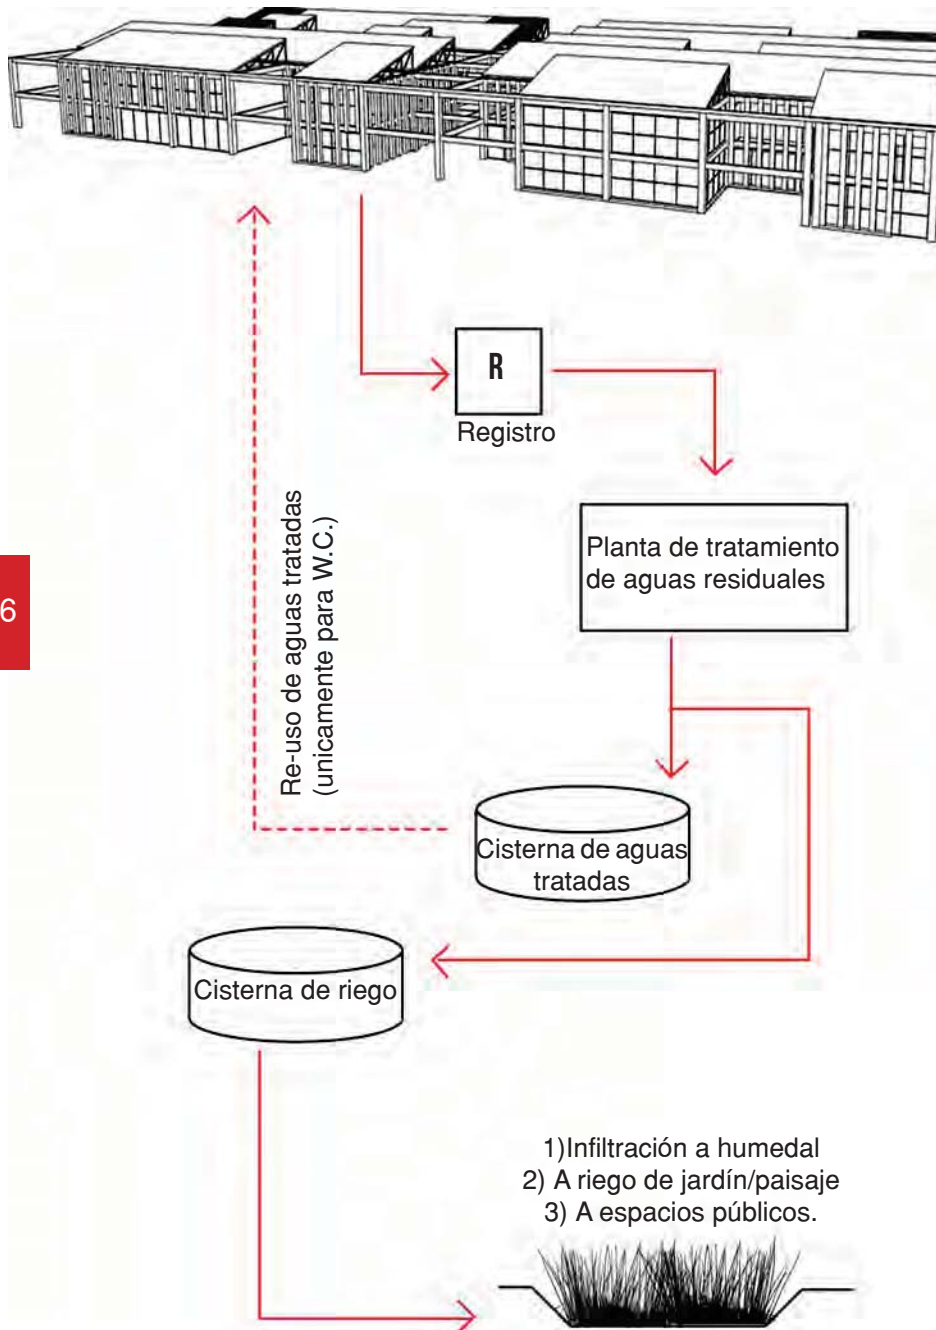 R
Registro
Planta de tratamiento
de aguas residuales
Re-uso de aguas tratadas
(unicamente para W.C.)
6
Cisterna de aguas
tratadas
Cisterna de riego
1)Infiltración a humedal
2) A riego de jardín/paisaje
3) A espacios públicos.